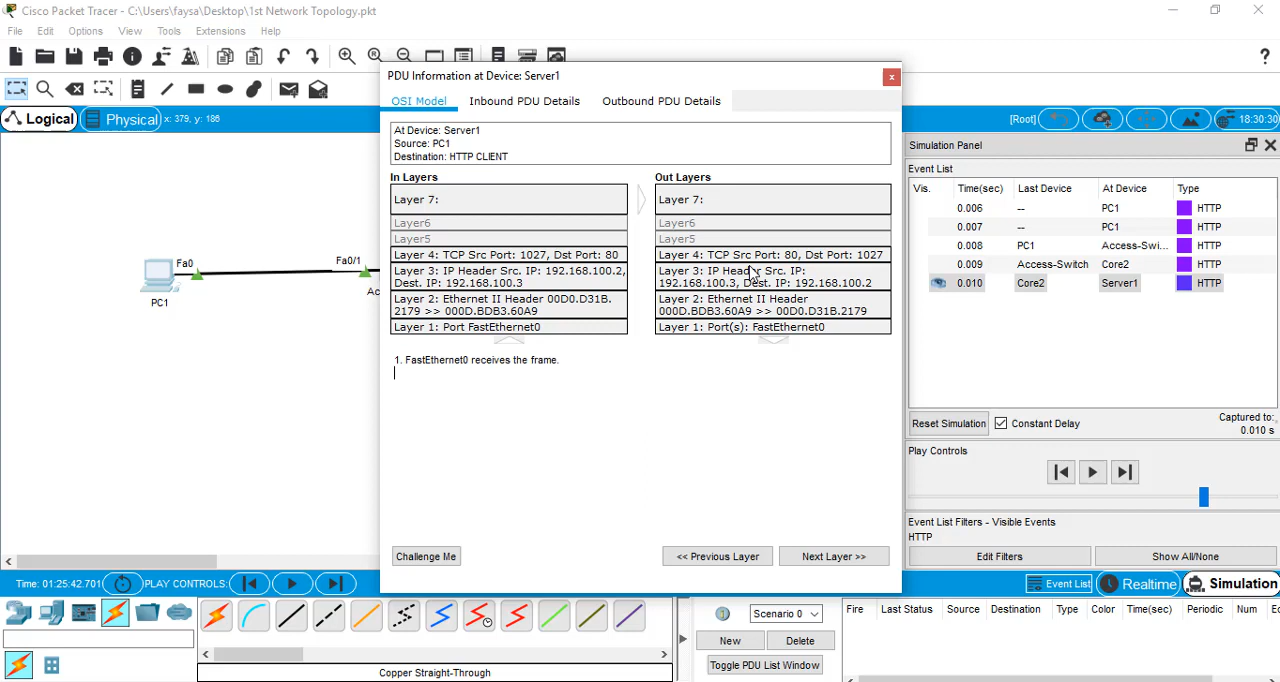 Cisco Packet Tracer - C:\Users\faysa\Desktop\1st Network Topology.pkt
File Edit Options View Tools Extensions Help
?
Logical Physical x: 379, y: 186
[Root] 18:30:30
PDU Information at Device: Server1
x
OSI Model Inbound PDU Details Outbound PDU Details
At Device: Server1
Source: PC1
Destination: HTTP CLIENT
In Layers
Layer 7:
Layer6
Layer5
Layer 4: TCP Src Port: 1027, Dst Port: 80
Layer 3: IP Header Src. IP: 192.168.100.2,
Dest. IP: 192.168.100.3
Layer 2: Ethernet II Header 00D0.D31B.
2179 >> 000D.BDB3.60A9
Layer 1: Port FastEthernet0
Out Layers
Layer 7:
Layer6
Layer5
Layer 4: TCP Src Port: 80, Dst Port: 1027
Layer 3: IP Header Src. IP:
192.168.100.3, Dest. IP: 192.168.100.2
Layer 2: Ethernet II Header
000D.BDB3.60A9 >> 00D0.D31B.2179
Layer 1: Port(s): FastEthernet0
1. FastEthernet0 receives the frame.
Challenge Me << Previous Layer Next Layer >>
Fa0
PC1
Fa0/1
Ac
Simulation Panel
Event List
Vis. Time(sec) Last Device At Device Type
0.006 -- PC1 HTTP
0.007 -- PC1 HTTP
0.008 PC1 Access-Swi... HTTP
0.009 Access-Switch Core2 HTTP
0.010 Core2 Server1 HTTP
Reset Simulation Constant Delay
Captured to:
0.010 s
Play Controls
Event List Filters - Visible Events
HTTP
Edit Filters Show All/None
Time: 01:25:42.701 PLAY CONTROLS:
Event List Realtime Simulation
Copper Straight-Through
Scenario 0
New Delete
Toggle PDU List Window
Fire Last Status Source Destination Type Color Time(sec) Periodic Num